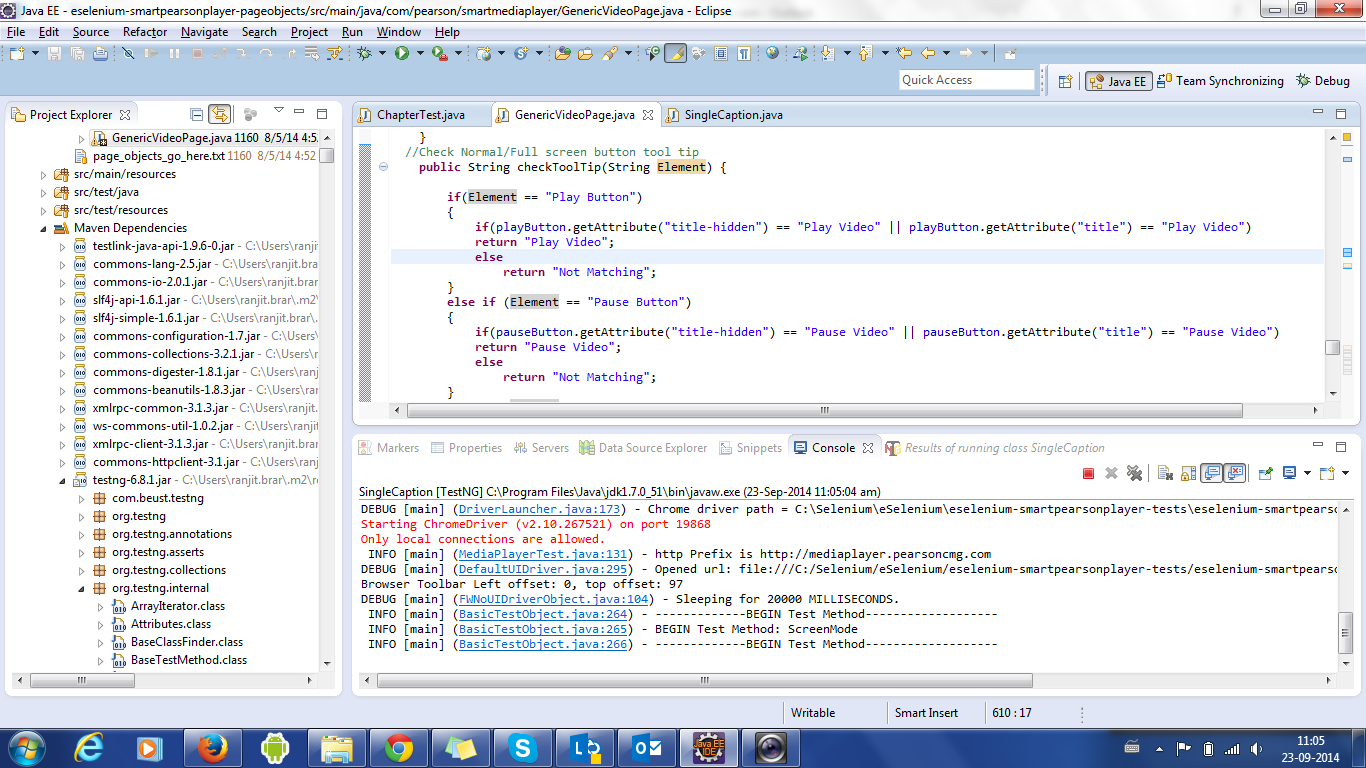 Java EE - eselenium-smartpearsonplayer-pageobjects/src/main/java/com/pearson/smartmediaplayer/GenericVideoPage.java - Eclipse
File Edit Source Refactor Navigate Search Project Run Window Help
Quick Access
Java EE Team Synchronizing Debug
Project Explorer
GenericVideoPage.java 1160 8/5/14 4:5
page_objects_go_here.txt 1160 8/5/14 4:52
src/main/resources
src/test/java
src/test/resources
Maven Dependencies
testlink-java-api-1.9.6-0.jar - C:\Users\ranjit
commons-lang-2.5.jar - C:\Users\ranjit.bra
commons-io-2.0.1.jar - C:\Users\ranjit.bra
slf4j-api-1.6.1.jar - C:\Users\ranjit.brar\.m2
slf4j-simple-1.6.1.jar - C:\Users\ranjit.brar\
commons-configuration-1.7.jar - C:\Users\
commons-collections-3.2.1.jar - C:\Users\r
commons-digester-1.8.1.jar - C:\Users\ranj
commons-beanutils-1.8.3.jar - C:\Users\rar
xmlrpc-common-3.1.3.jar - C:\Users\ranjit.
ws-commons-util-1.0.2.jar - C:\Users\ranjit
xmlrpc-client-3.1.3.jar - C:\Users\ranjit.bra
commons-httpclient-3.1.jar - C:\Users\ranj
testng-6.8.1.jar - C:\Users\ranjit.brar\.m2\re
com.beust.testng
org.testng
org.testng.annotations
org.testng.asserts
org.testng.collections
org.testng.internal
ArrayIterator.class
Attributes.class
BaseClassFinder.class
BaseTestMethod.class
ChapterTest.java GenericVideoPage.java SingleCaption.java
}
//Check Normal/Full screen button tool tip
public String checkToolTip(String Element) {
if(Element == "Play Button")
{
if(playButton.getAttribute("title-hidden") == "Play Video" || playButton.getAttribute("title") == "Play Video")
return "Play Video";
else
return "Not Matching";
}
else if (Element == "Pause Button")
{
if(pauseButton.getAttribute("title-hidden") == "Pause Video" || pauseButton.getAttribute("title") == "Pause Video")
return "Pause Video";
else
return "Not Matching";
}
Markers Properties Servers Data Source Explorer Snippets Console Results of running class SingleCaption
SingleCaption [TestNG] C:\Program Files\Java\jdk1.7.0_51\bin\javaw.exe (23-Sep-2014 11:05:04 am)
DEBUG [main] (DriverLauncher.java:173) - Chrome driver path = C:\Selenium\eSelenium\eselenium-smartpearsonplayer-tests\eselenium-smartpearso
Starting ChromeDriver (v2.10.267521) on port 19868
Only local connections are allowed.
INFO [main] (MediaPlayerTest.java:131) - http Prefix is http://mediaplayer.pearsoncmg.com
DEBUG [main] (DefaultUIDriver.java:295) - Opened url: file:///C:/Selenium/eSelenium/eselenium-smartpearsonplayer-tests/eselenium-smartpearso
Browser Toolbar Left offset: 0, top offset: 97
DEBUG [main] (FWNoUIDriverObject.java:104) - Sleeping for 20000 MILLISECONDS.
INFO [main] (BasicTestObject.java:264) - -------------BEGIN Test Method-------------------
INFO [main] (BasicTestObject.java:265) - BEGIN Test Method: ScreenMode
INFO [main] (BasicTestObject.java:266) - -------------BEGIN Test Method-------------------
Writable Smart Insert 610 : 17
Java EE IDE
11:05
23-09-2014